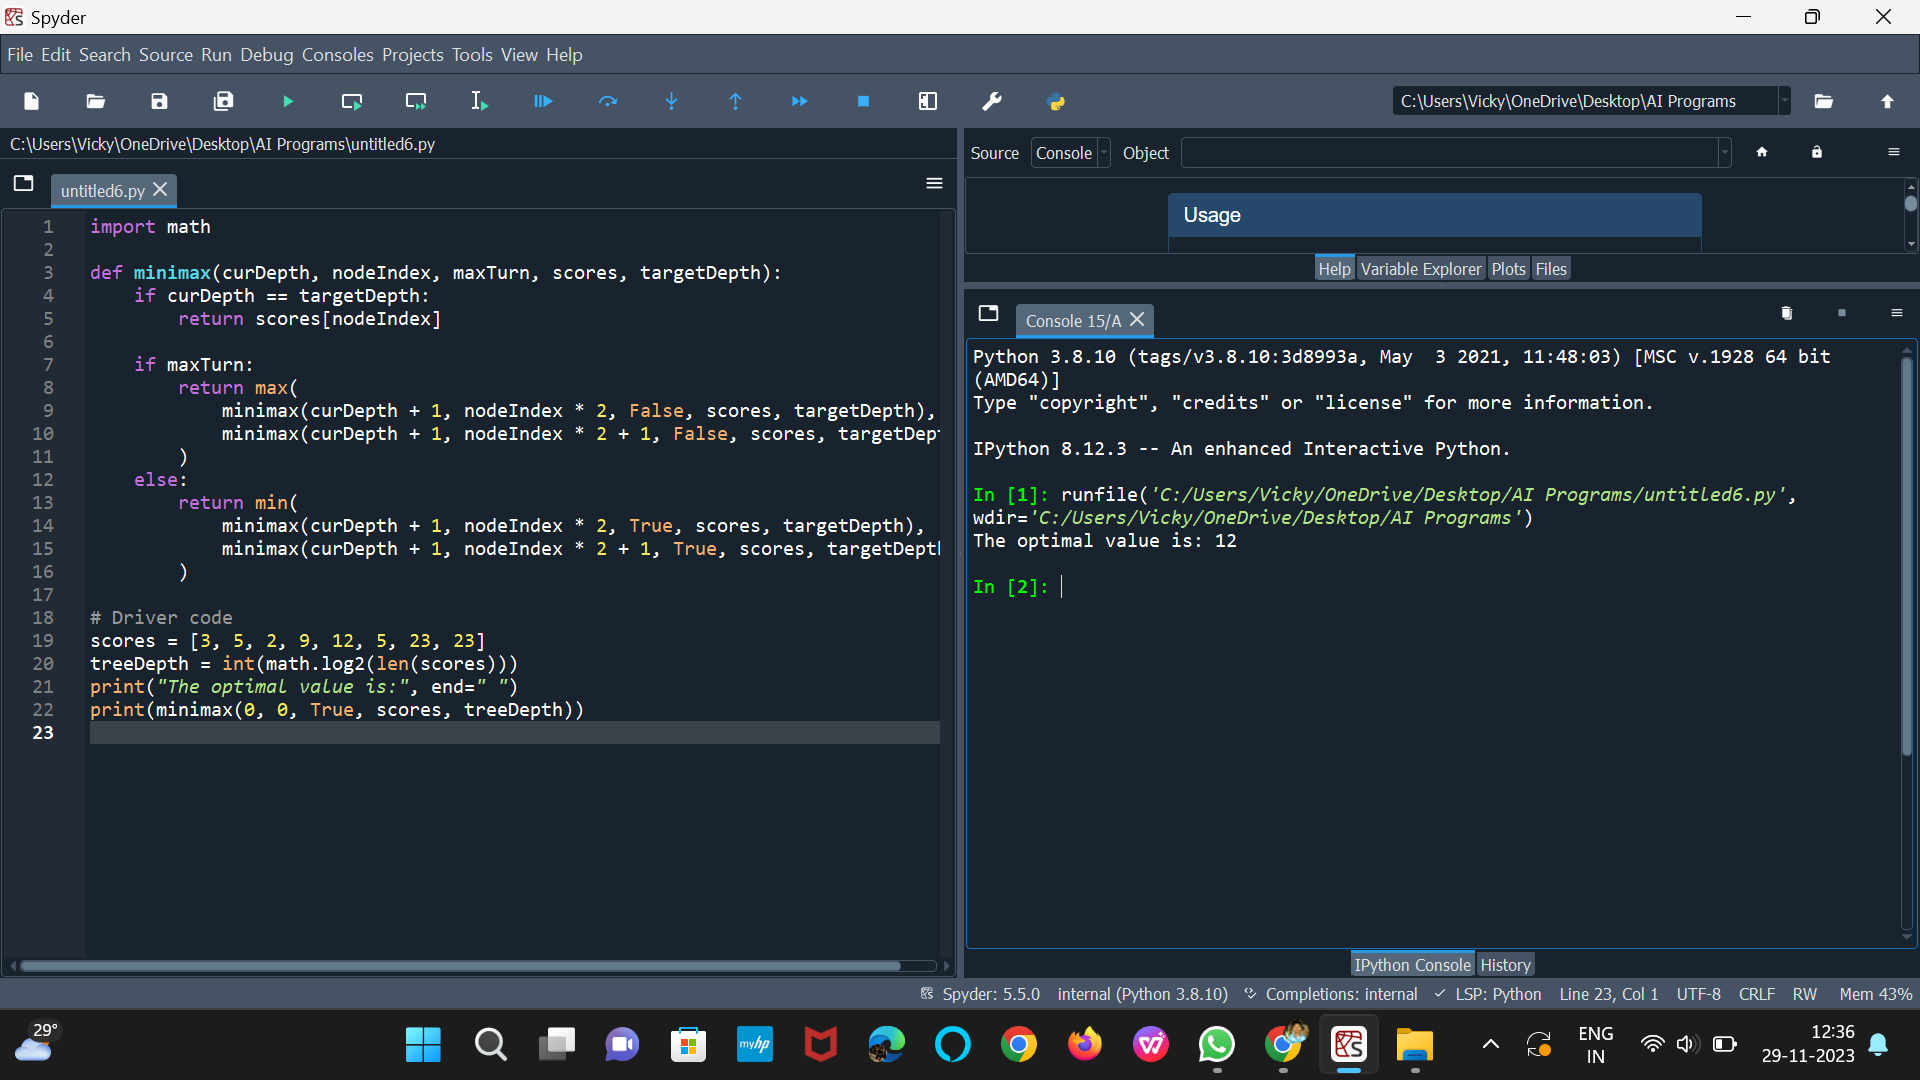 Spyder
File Edit Search Source Run Debug Consoles Projects Tools View Help
C:\Users\Vicky\OneDrive\Desktop\AI Programs
C:\Users\Vicky\OneDrive\Desktop\AI Programs\untitled6.py
untitled6.py
1 import math
2
3 def minimax(curDepth, nodeIndex, maxTurn, scores, targetDepth):
4     if curDepth == targetDepth:
5         return scores[nodeIndex]
6
7     if maxTurn:
8         return max(
9             minimax(curDepth + 1, nodeIndex * 2, False, scores, targetDepth),
10             minimax(curDepth + 1, nodeIndex * 2 + 1, False, scores, targetDep
11         )
12     else:
13         return min(
14             minimax(curDepth + 1, nodeIndex * 2, True, scores, targetDepth),
15             minimax(curDepth + 1, nodeIndex * 2 + 1, True, scores, targetDept
16         )
17
18 # Driver code
19 scores = [3, 5, 2, 9, 12, 5, 23, 23]
20 treeDepth = int(math.log2(len(scores)))
21 print("The optimal value is:", end=" ")
22 print(minimax(0, 0, True, scores, treeDepth))
23
Source Console Object
Usage
Help Variable Explorer Plots Files
Console 15/A
Python 3.8.10 (tags/v3.8.10:3d8993a, May  3 2021, 11:48:03) [MSC v.1928 64 bit
(AMD64)]
Type "copyright", "credits" or "license" for more information.
IPython 8.12.3 -- An enhanced Interactive Python.
In [1]: runfile('C:/Users/Vicky/OneDrive/Desktop/AI Programs/untitled6.py',
wdir='C:/Users/Vicky/OneDrive/Desktop/AI Programs')
The optimal value is: 12
In [2]:
IPython Console History
Spyder: 5.5.0 internal (Python 3.8.10) Completions: internal LSP: Python Line 23, Col 1 UTF-8 CRLF RW Mem 43%
29°
myhp
ENG
IN
12:36
29-11-2023